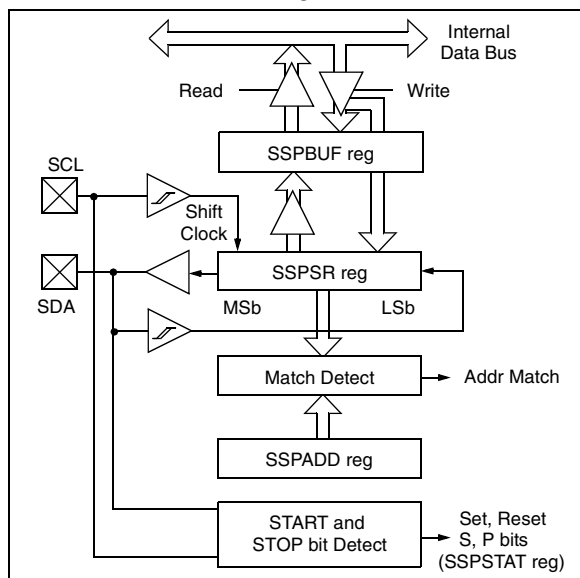 Internal
Data Bus
Read
Write
SSPBUF reg
SCL
Shift
Clock
SSPSR reg
SDA
MSb
LSb
Match Detect
Addr Match
SSPADD reg
START and
STOP bit Detect
Set, Reset
S, P bits
(SSPSTAT reg)